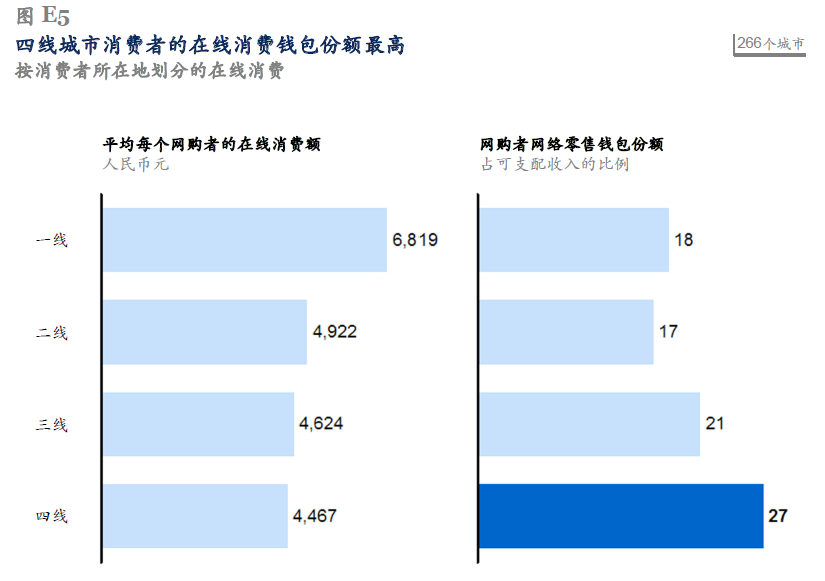 图 E5
四线城市消费者的在线消费钱包份额最高
266个城市
按消费者所在地划分的在线消费
平均每个网购者的在线消费额
人民币元
网购者网络零售钱包份额
占可支配收入的比例
一线 6,819 18
二线 4,922 17
三线 4,624 21
四线 4,467 27